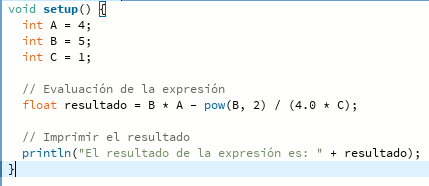 void setup() {
  int A = 4;
  int B = 5;
  int C = 1;

  // Evaluación de la expresión
  float resultado = B * A - pow(B, 2) / (4.0 * C);

  // Imprimir el resultado
  println("El resultado de la expresión es: " + resultado);
}